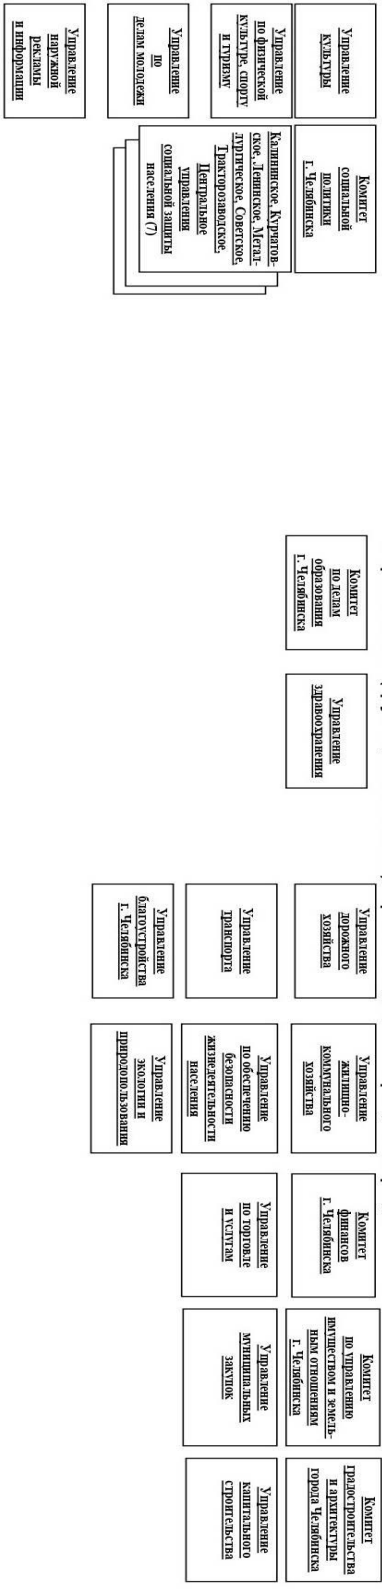 Управление
культуры
Управление
по физической
культуре, спорту
и туризму
Управление
по
делам молодежи
Управление
наружной
рекламы
и информации
Комитет
социальной
политики
г. Челябинска
Калининское, Курчатов-
ское, Ленинское, Метал-
лургическое, Советское,
Тракторозаводское,
Центральное
управления
социальной защиты
населения (7)
Комитет
по делам
образования
г. Челябинска
Управление
здравоохранения
Управление
дорожного
хозяйства
Управление
транспорта
Управление
благоустройства
г. Челябинска
Управление
жилищно-
коммунального
хозяйства
Управление
по обеспечению
безопасности
жизнедеятельности
населения
Управление
экологии и
природопользования
Комитет
финансов
г. Челябинска
Управление
по торговле
и услугам
Комитет
по управлению
имуществом и земель-
ным отношениям
г. Челябинска
Управление
муниципальных
закупок
Комитет
градостроительства
и архитектуры
города Челябинска
Управление
капитального
строительства